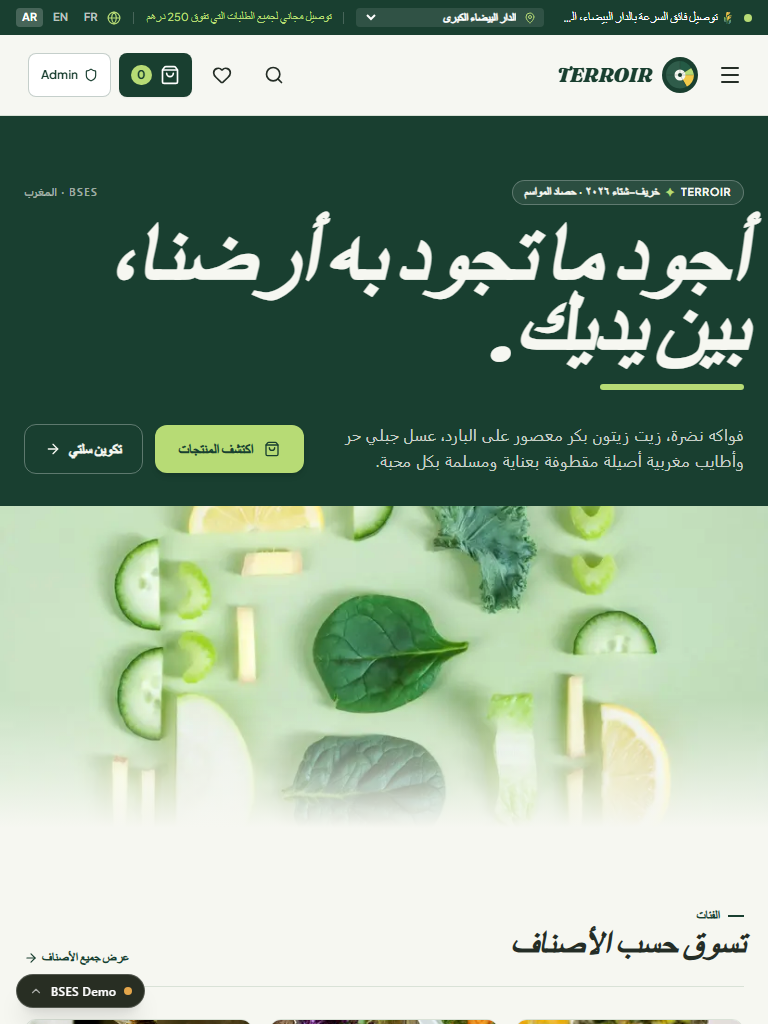 🌾 توصيل فائق السرعة بالدار البيضاء، الـ...
الدار البيضاء الكبرى
توصيل مجاني لجميع الطلبات التي تفوق 250 درهم
FR EN AR
TERROIR
0
Admin
TERROIR ✦ خريف-شتاء ٢٠٢٦ · حصاد المواسم
BSES · المغرب
أجود ما تجود به أرضنا،
بين يديك.
فواكه نضرة، زيت زيتون بكر معصور على البارد، عسل جبلي حر
وأطايب مغربية أصيلة مقطوفة بعناية ومسلمة بكل محبة.
اكتشف المنتجات
تكوين سلتي
الفئات
تسوق حسب الأصناف
عرض جميع الأصناف
BSES Demo